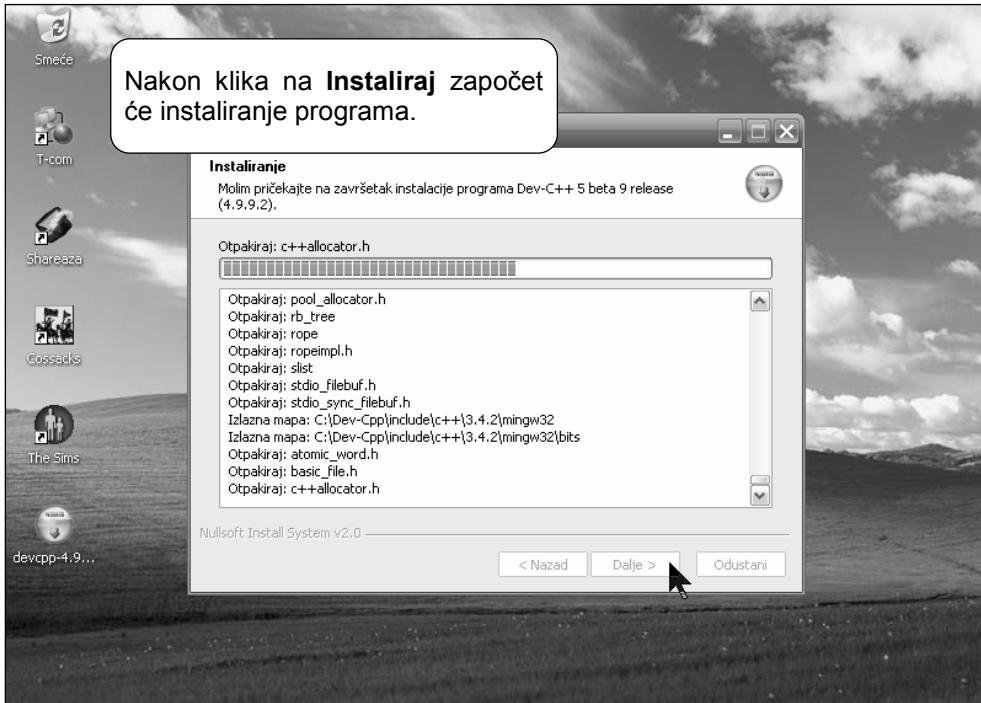 Smeće
T-com
Shareaza
Cossacks
The Sims
devcpp-4.9...
Nakon klika na Instaliraj započet
će instaliranje programa.
Instaliranje
Molim pričekajte na završetak instalacije programa Dev-C++ 5 beta 9 release
(4.9.9.2).
Otpakiraj: c++allocator.h
Otpakiraj: pool_allocator.h
Otpakiraj: rb_tree
Otpakiraj: rope
Otpakiraj: ropeimpl.h
Otpakiraj: slist
Otpakiraj: stdio_filebuf.h
Otpakiraj: stdio_sync_filebuf.h
Izlazna mapa: C:\Dev-Cpp\include\c++\3.4.2\mingw32
Izlazna mapa: C:\Dev-Cpp\include\c++\3.4.2\mingw32\bits
Otpakiraj: atomic_word.h
Otpakiraj: basic_file.h
Otpakiraj: c++allocator.h
Nullsoft Install System v2.0
< Nazad
Dalje >
Odustani